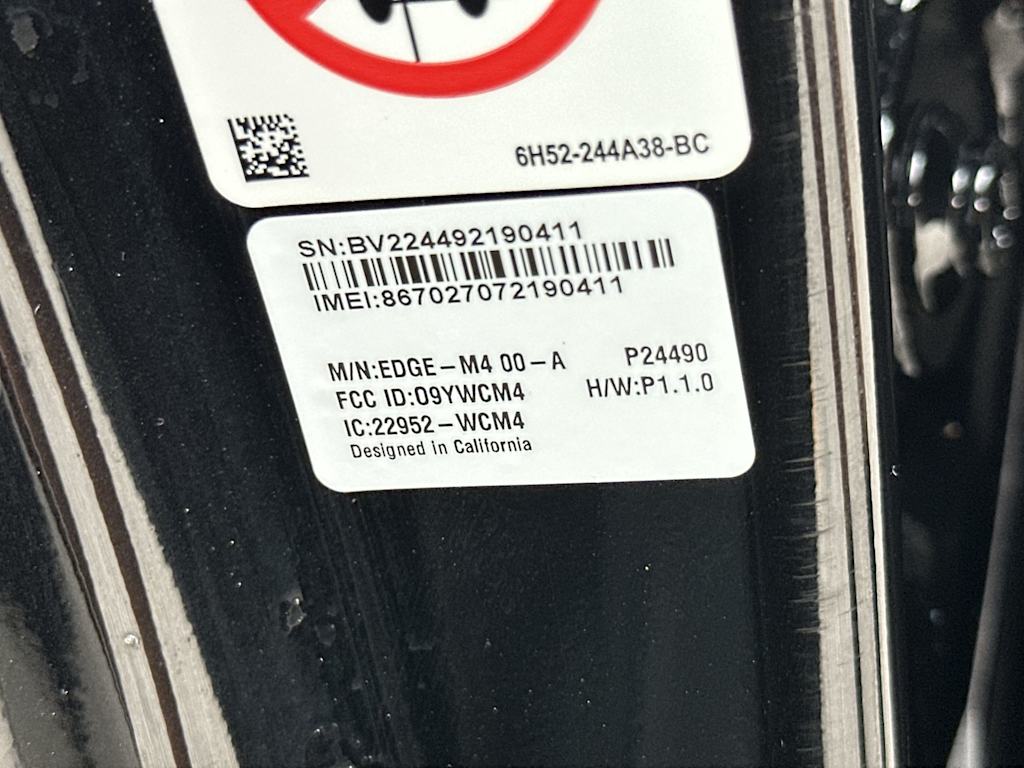 6H52-244A38-BC
SN:BV224492190411
IMEI:867027072190411
M/N:EDGE-M4 00-A P24490
FCC ID:O9YWCM4 H/W:P1.1.0
IC:22952-WCM4
Designed in California